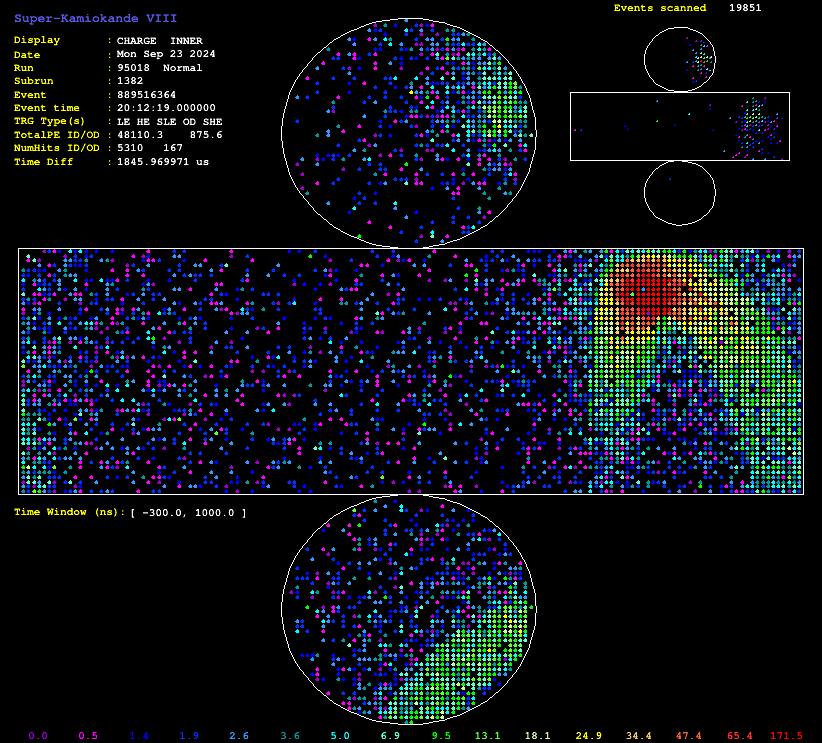 Super-Kamiokande VIII
Events scanned 19851
Display : CHARGE INNER
Date : Mon Sep 23 2024
Run : 95018 Normal
Subrun : 1382
Event : 889516364
Event time : 20:12:19.000000
TRG Type(s) : LE HE SLE OD SHE
TotalPE ID/OD : 48110.3 875.6
NumHits ID/OD : 5310 167
Time Diff : 1845.969971 us
Time Window (ns): [ -300.0, 1000.0 ]
0.0 0.5 1.4 1.9 2.6 3.6 5.0 6.9 9.5 13.1 18.1 24.9 34.4 47.4 65.4 171.5